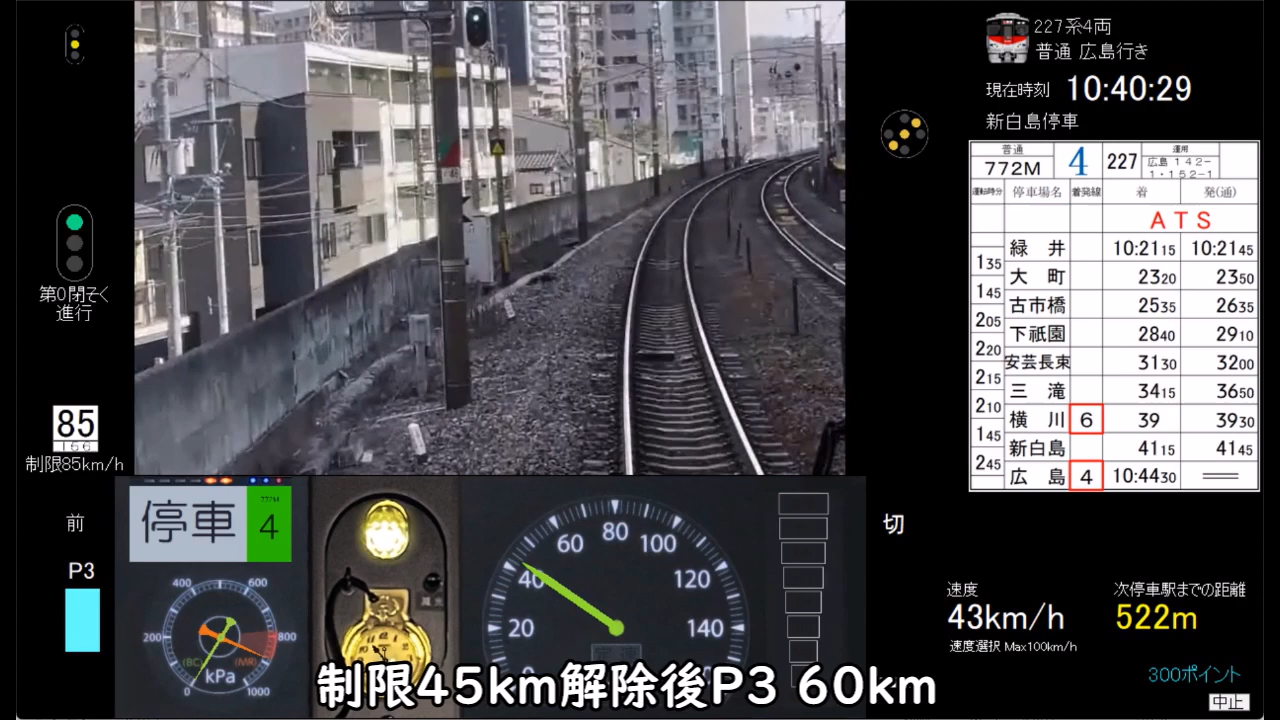 227系4両
普通 広島行き
現在時刻 10:40:29
新白島停車
普通
772M
4
227
運用
広島 142-
1・152-1
運転時分 停車場名 着発線 着 発(通)
ATS
緑 井 10:21 15 10:21 45
1 35
大 町 23 20 23 50
1 45
古市橋 25 35 26 35
2 05
下祇園 28 40 29 10
2 20
安芸長束 31 30 32 00
2 15
三 滝 34 15 36 50
2 10
横 川 6 39 39 30
1 45
新白島 41 15 41 45
2 45
広 島 4 10:44 30
第0閉そく
進行
85
166
制限85km/h
前
P3
停車
772M
4
400 600
200 800
(BC) (MR)
kPa
0 1000
20 40 60 80 100 120 140
切
速度
43km/h
速度選択 Max100km/h
次停車駅までの距離
522m
300ポイント
中止
制限45km解除後P3 60km